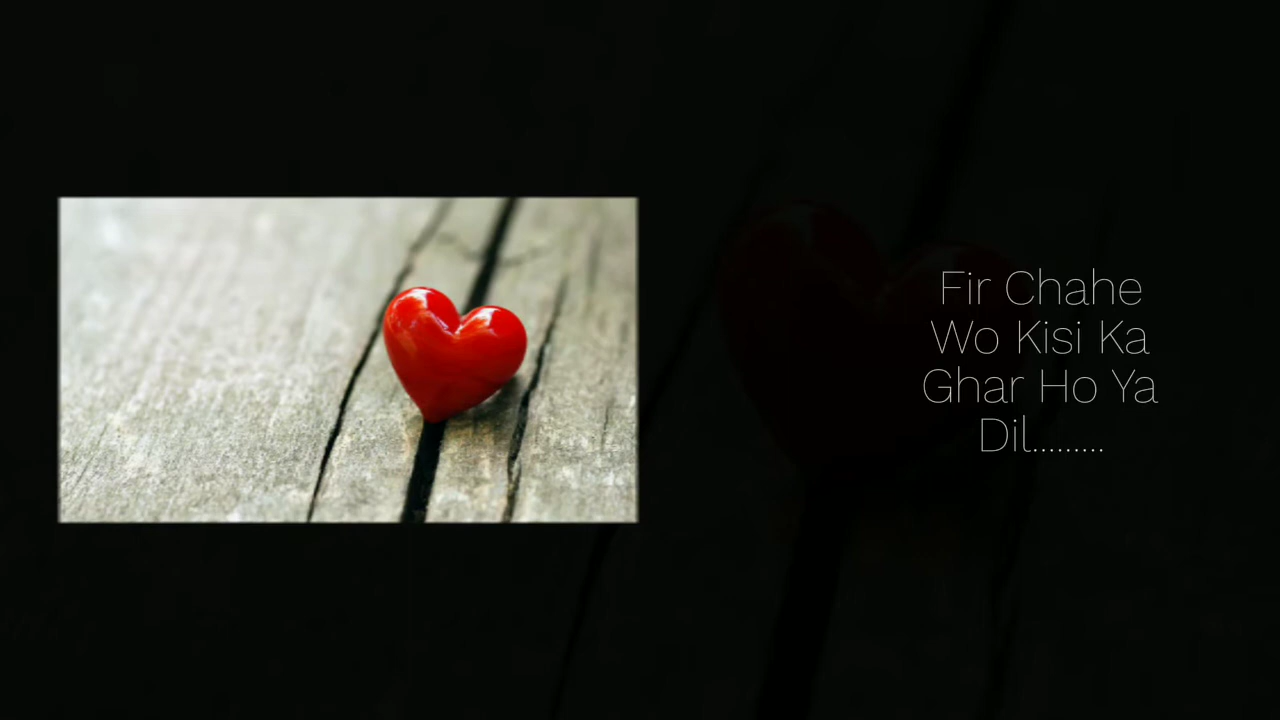 Fir Chahe
Wo Kisi Ka
Ghar Ho Ya
Dil.........